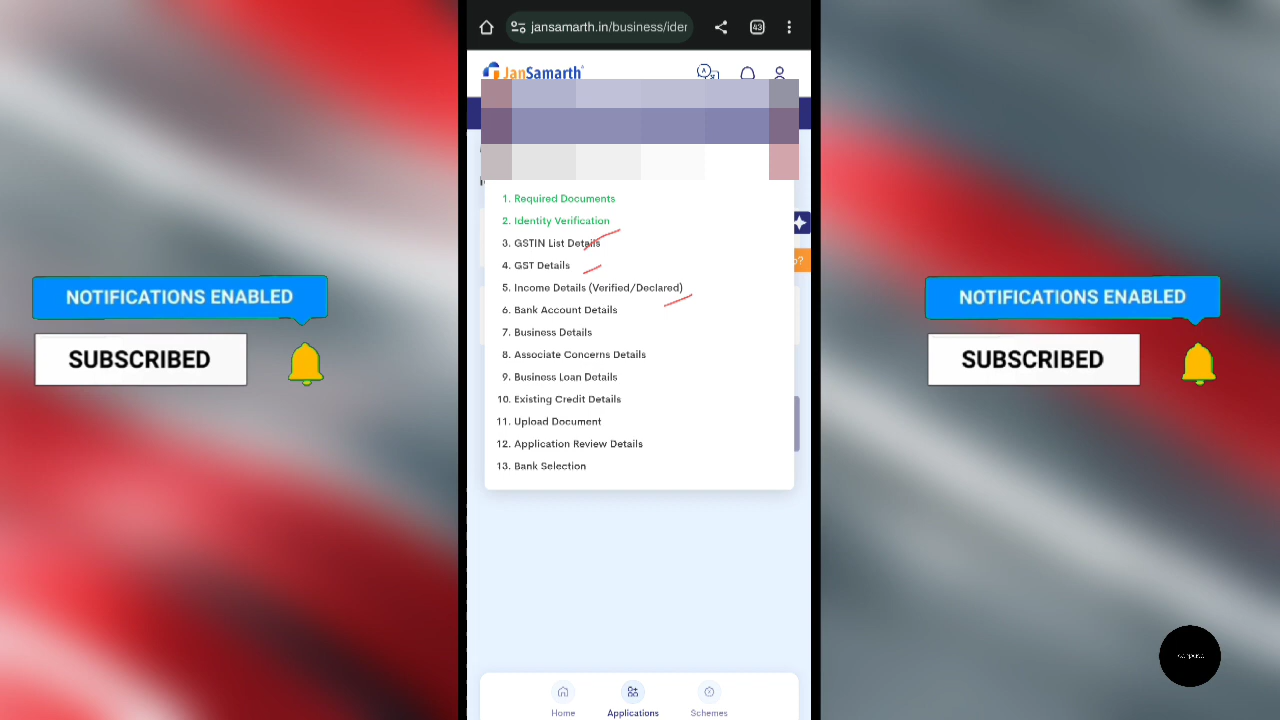 jansamarth.in/business/ider
43
JanSamarth
1. Required Documents
2. Identity Verification
3. GSTIN List Details
4. GST Details
5. Income Details (Verified/Declared)
6. Bank Account Details
7. Business Details
8. Associate Concerns Details
9. Business Loan Details
10. Existing Credit Details
11. Upload Document
12. Application Review Details
13. Bank Selection
Home
Applications
Schemes
NOTIFICATIONS ENABLED
SUBSCRIBED
NOTIFICATIONS ENABLED
SUBSCRIBED